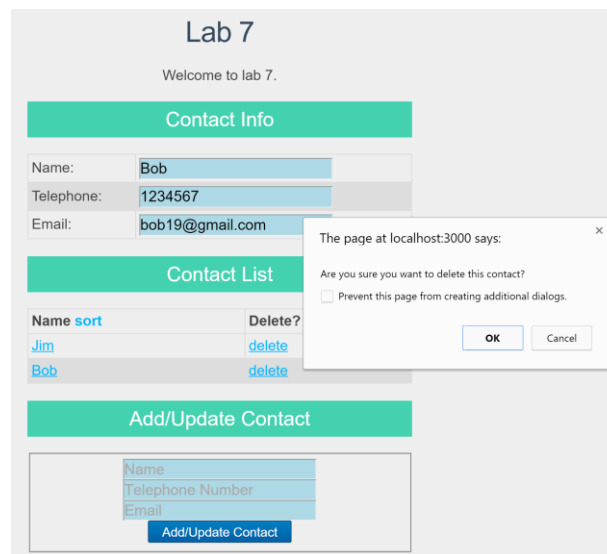 Lab 7
Welcome to lab 7.
Contact Info
Name: Bob
Telephone: 1234567
Email: bob19@gmail.com
The page at localhost:3000 says:
×
Are you sure you want to delete this contact?
Prevent this page from creating additional dialogs.
OK Cancel
Contact List
Name sort Delete?
Jim delete
Bob delete
Add/Update Contact
Name
Telephone Number
Email
Add/Update Contact